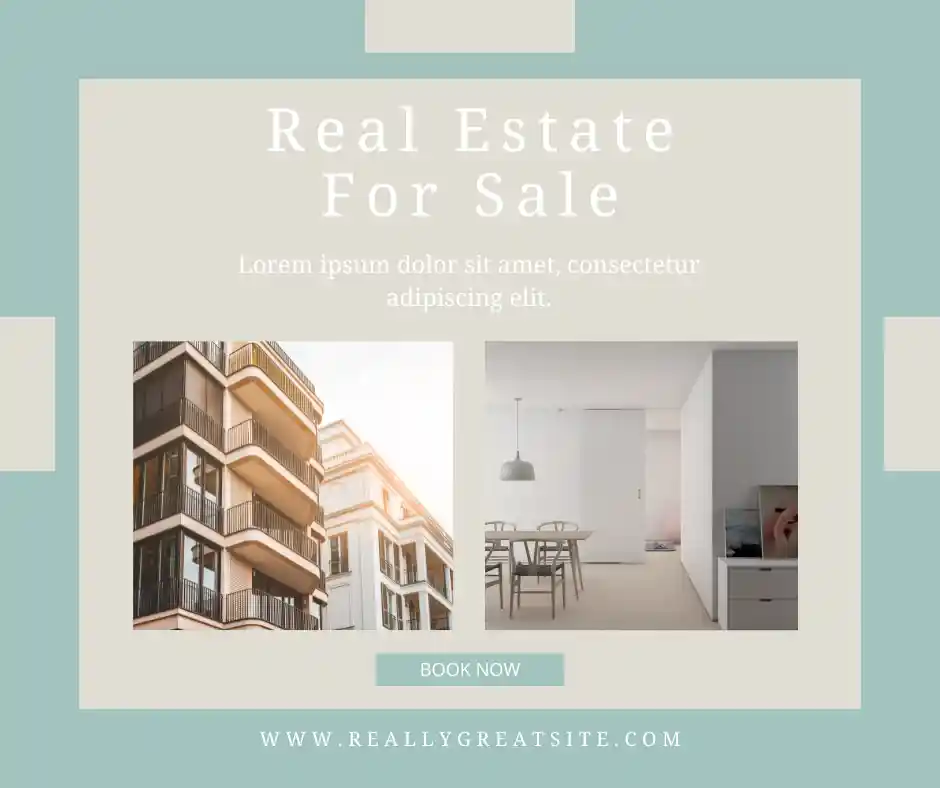 Real Estate
For Sale
Lorem ipsum dolor sit amet, consectetur
adipiscing elit.
BOOK NOW
WWW.REALLYGREATSITE.COM